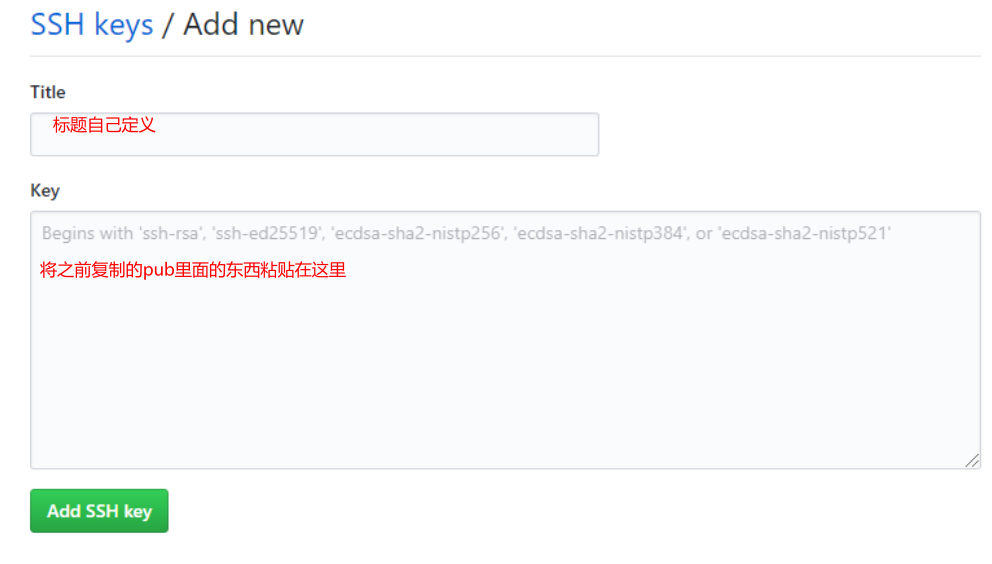 SSH keys / Add new
Title
标题自己定义
Key
Begins with 'ssh-rsa', 'ssh-ed25519', 'ecdsa-sha2-nistp256', 'ecdsa-sha2-nistp384', or 'ecdsa-sha2-nistp521'
将之前复制的pub里面的东西粘贴在这里
Add SSH key